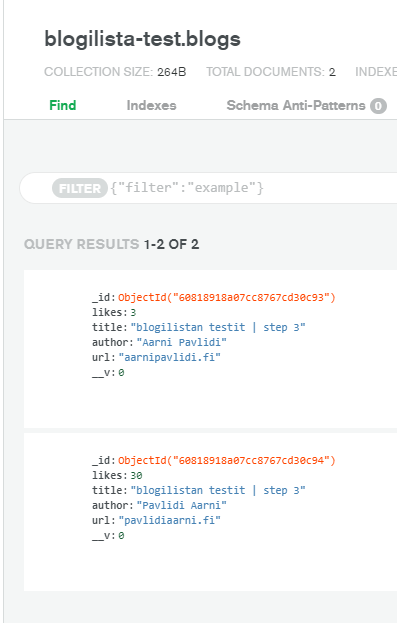 blogilista-test.blogs
COLLECTION SIZE: 264B TOTAL DOCUMENTS: 2 INDEXE
Find Indexes Schema Anti-Patterns 0
FILTER {"filter":"example"}
QUERY RESULTS 1-2 OF 2
_id: ObjectId("60818918a07cc8767cd30c93")
likes: 3
title: "blogilistan testit | step 3"
author: "Aarni Pavlidi"
url: "aarnipavlidi.fi"
__v: 0
_id: ObjectId("60818918a07cc8767cd30c94")
likes: 30
title: "blogilistan testit | step 3"
author: "Pavlidi Aarni"
url: "pavlidiaarni.fi"
__v: 0